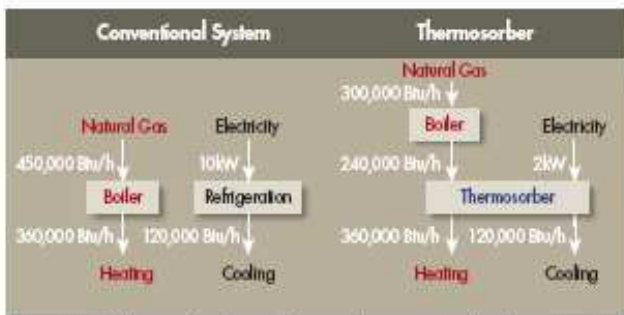 Conventional System
Thermosorber
Natural Gas
Electricity
450,000 Btu/h
10kW
Boiler
Refrigeration
360,000 Btu/h
120,000 Btu/h
Heating
Cooling
Natural Gas
300,000 Btu/h
Boiler
Electricity
240,000 Btu/h
2kW
Thermosorber
360,000 Btu/h
120,000 Btu/h
Heating
Cooling